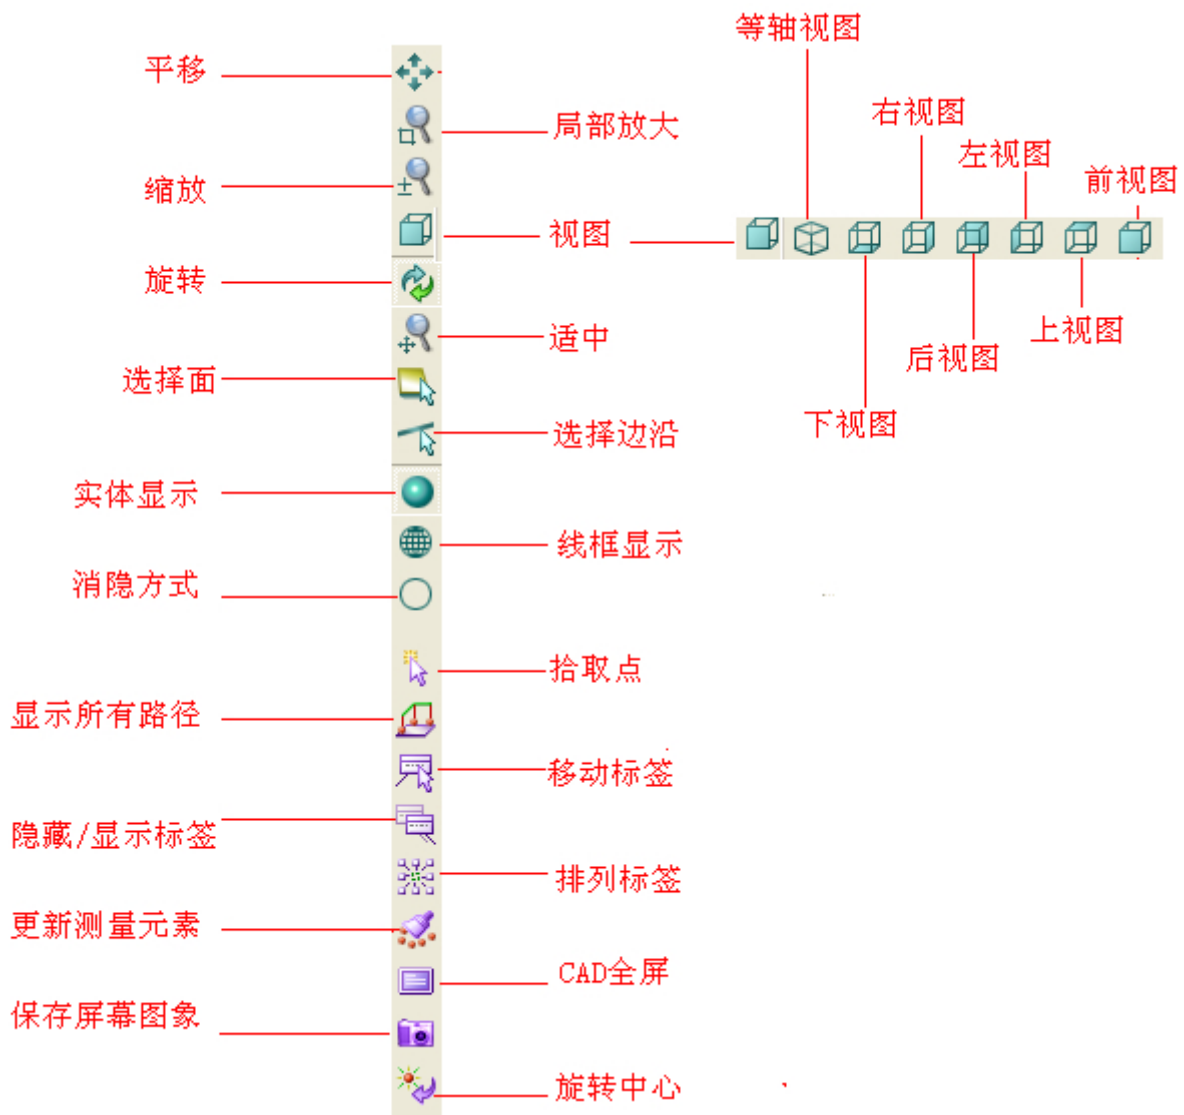 等轴视图
平移
右视图
局部放大
左视图
前视图
缩放
视图
旋转
适中
上视图
后视图
选择面
下视图
选择边沿
实体显示
线框显示
消隐方式
拾取点
显示所有路径
移动标签
隐藏/显示标签
排列标签
更新测量元素
CAD全屏
保存屏幕图象
旋转中心